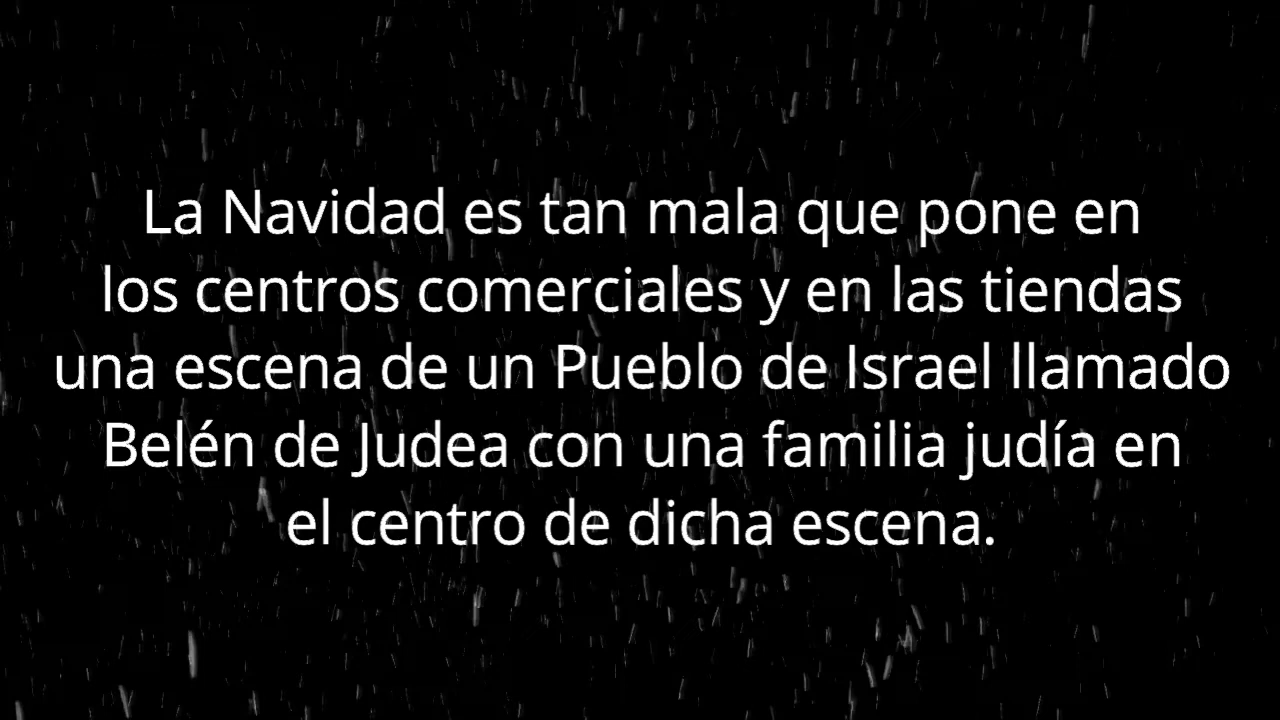 La Navidad es tan mala que pone en
los centros comerciales y en las tiendas
una escena de un Pueblo de Israel llamado
Belén de Judea con una familia judía en
el centro de dicha escena.